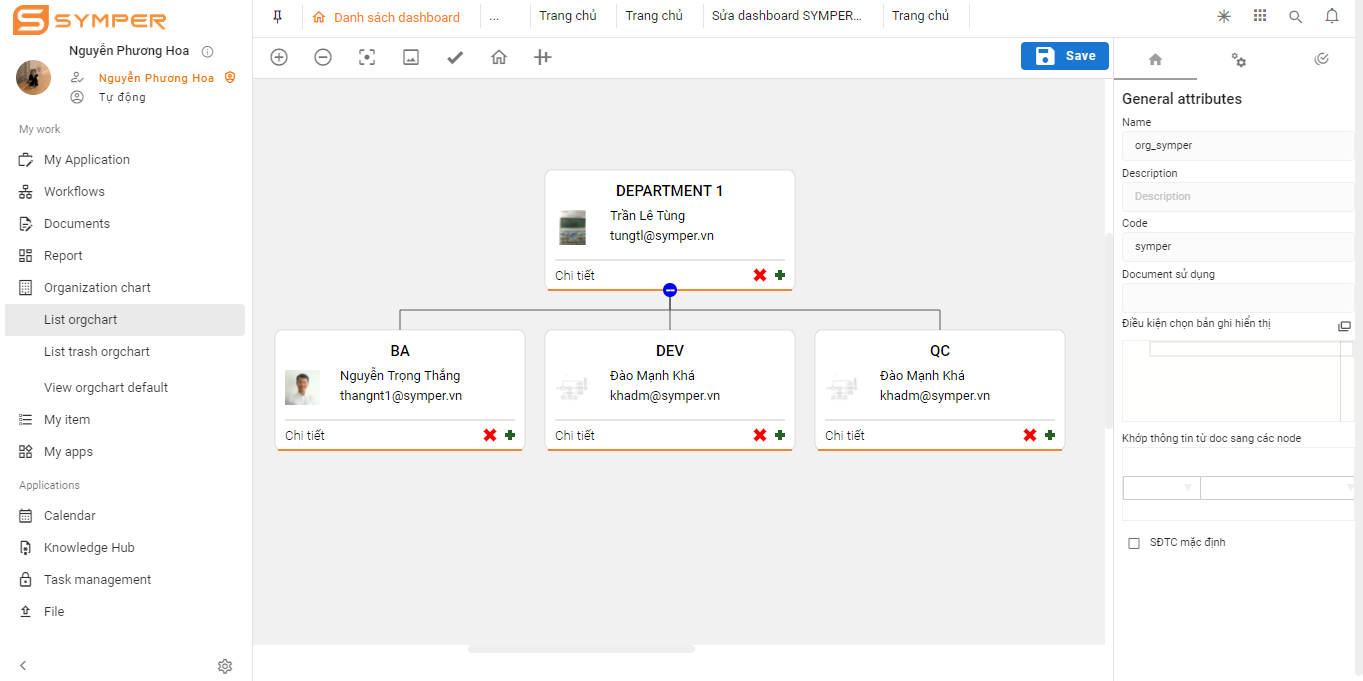 SYMPER
Danh sách dashboard
...
Trang chủ
Trang chủ
Sửa dashboard SYMPER...
Trang chủ
Nguyễn Phương Hoa
Nguyễn Phương Hoa
Tự động
My work
My Application
Workflows
Documents
Report
Organization chart
List orgchart
List trash orgchart
View orgchart default
My item
My apps
Applications
Calendar
Knowledge Hub
Task management
File
Save
DEPARTMENT 1
Trần Lê Tùng
tungtl@symper.vn
Chi tiết
BA
Nguyễn Trọng Thắng
thangnt1@symper.vn
Chi tiết
DEV
Đào Mạnh Khá
khadm@symper.vn
Chi tiết
QC
Đào Mạnh Khá
khadm@symper.vn
Chi tiết
General attributes
Name
org_symper
Description
Description
Code
symper
Document sử dụng
Điều kiện chọn bản ghi hiển thị
Khớp thông tin từ doc sang các node
SĐTC mặc định